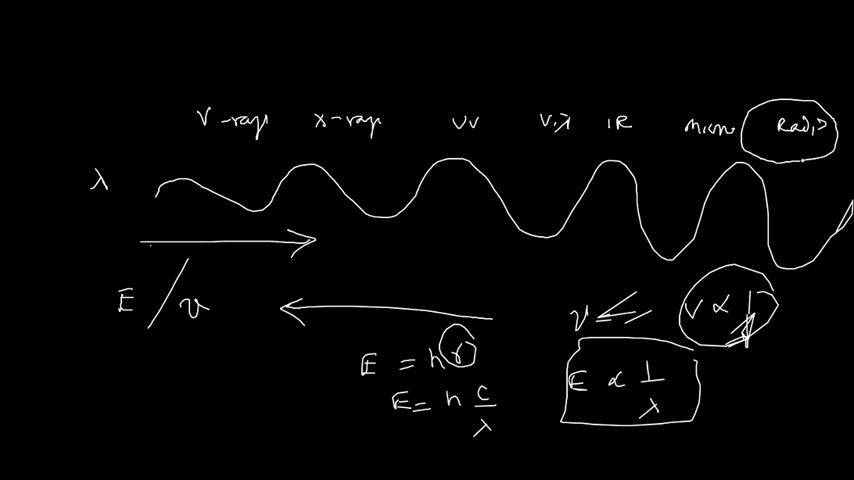 γ-rays X-rays UV Vis IR Micro Radio
λ
E/ν
ν ν ∝ 1/λ
E = hν
E = h c/λ
E ∝ 1/λ